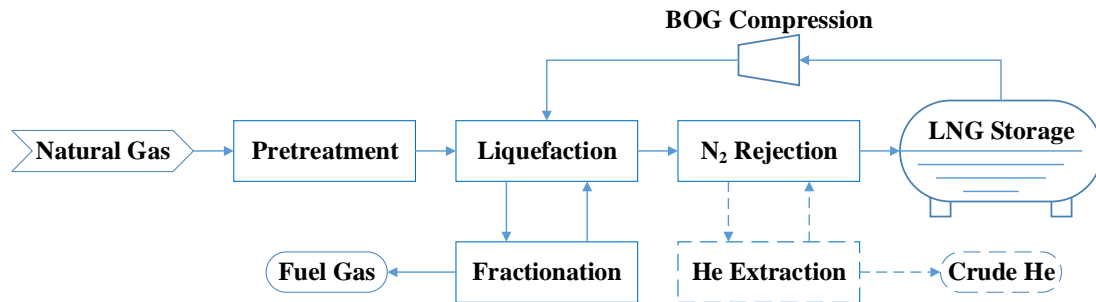 BOG Compression
LNG Storage
Natural Gas
Pretreatment
Liquefaction
N₂ Rejection
Fuel Gas
Fractionation
He Extraction
Crude He